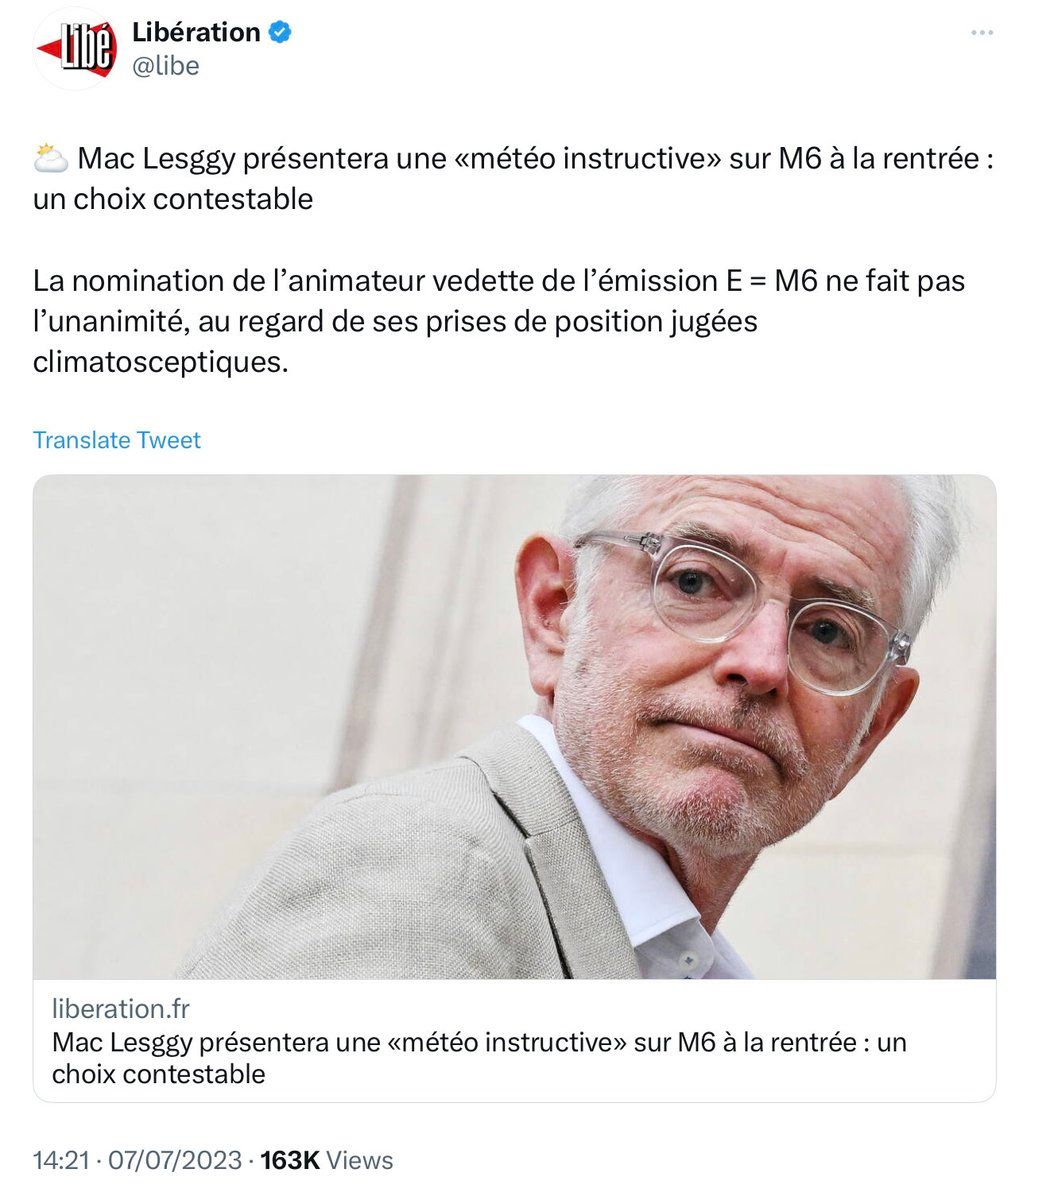 Libé
Libération
@libe
Mac Lesggy présentera une «météo instructive» sur M6 à la rentrée :
un choix contestable
La nomination de l’animateur vedette de l’émission E = M6 ne fait pas
l’unanimité, au regard de ses prises de position jugées
climatosceptiques.
Translate Tweet
liberation.fr
Mac Lesggy présentera une «météo instructive» sur M6 à la rentrée : un
choix contestable
14:21 · 07/07/2023 · 163K Views